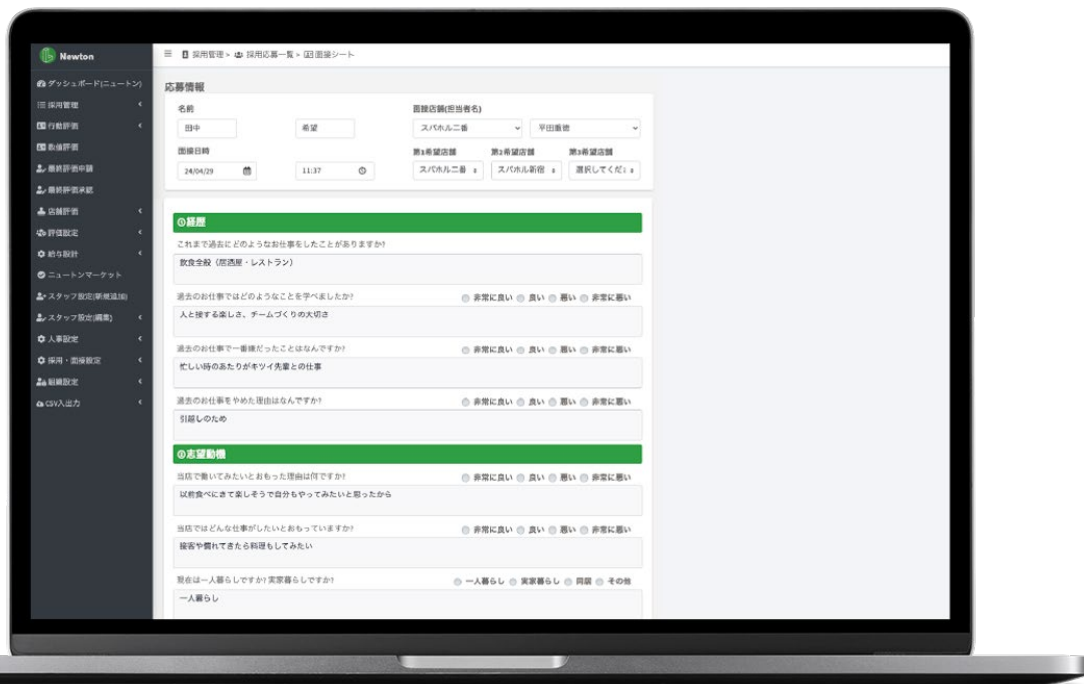 Newton
採用管理 > 採用応募一覧 > 面接シート
ダッシュボード(ニュートン)
採用管理
行動評価
数値評価
最終評価申請
最終評価承認
店舗評価
評価設定
給与設計
ニュートンマーケット
スタッフ設定(新規追加)
スタッフ設定(編集)
人事設定
採用・面接設定
組織設定
CSV入出力
応募情報
名前
面接店舗(担当者名)
田中
希望
スパホル二番
平田
面接日時
第1希望店舗
第2希望店舗
第3希望店舗
24/04/29
11:37
スパホル二番
スパホル新宿
選択してくだ
①経歴
これまで過去にどのようなお仕事をしたことがありますか?
飲食全般（居酒屋・レストラン）
過去のお仕事ではどのようなことを学べましたか?
非常に良い 良い 悪い 非常に悪い
人と接する楽しさ、チームづくりの大切さ
過去のお仕事で一番嫌だったことはなんですか?
非常に良い 良い 悪い 非常に悪い
忙しい時のあたりがキツイ先輩との仕事
過去のお仕事をやめた理由はなんですか?
非常に良い 良い 悪い 非常に悪い
引越しのため
②志望動機
当店で働いてみたいとおもった理由は何ですか?
非常に良い 良い 悪い 非常に悪い
以前食べにきて楽しそうで自分もやってみたいと思ったから
当店ではどんな仕事がしたいとおもっていますか?
非常に良い 良い 悪い 非常に悪い
接客や慣れてきたら料理もしてみたい
現在は一人暮らしですか?実家暮らしですか?
一人暮らし 実家暮らし 同居 その他
一人暮らし